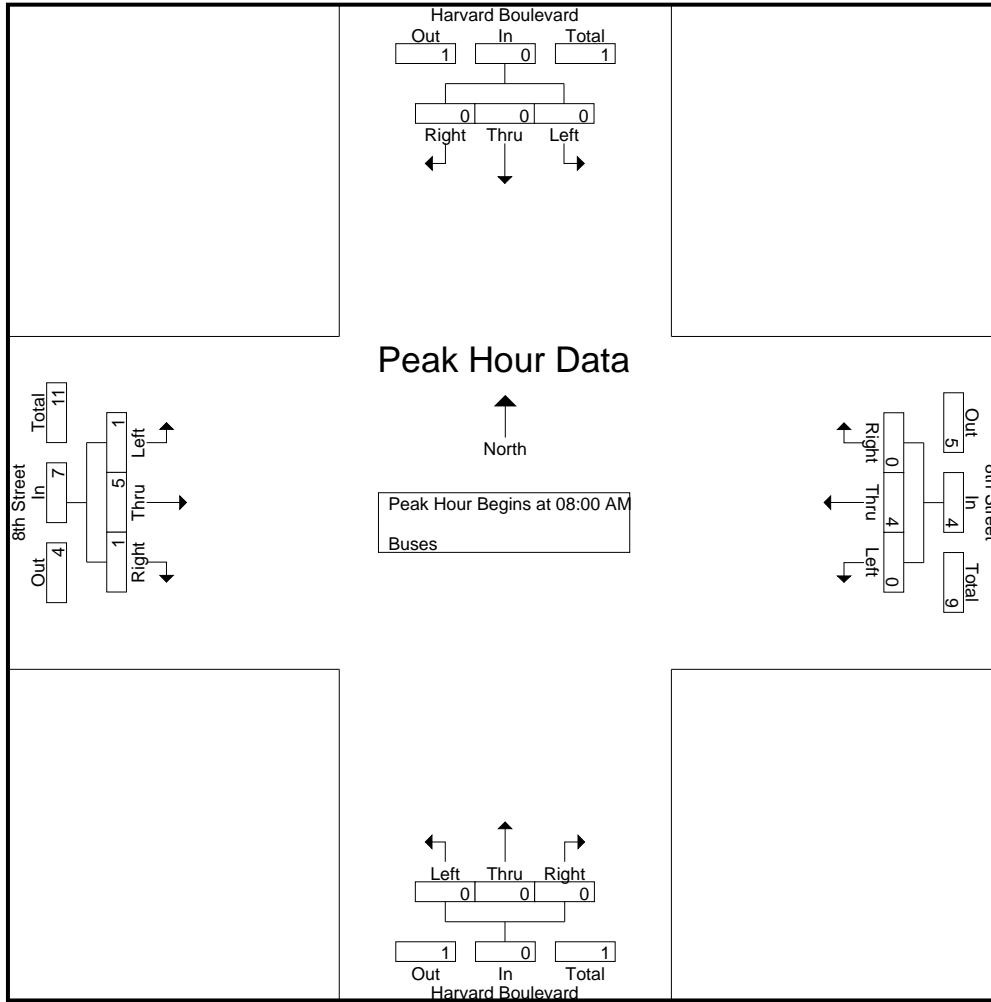 Harvard Boulevard
Out In Total
1 0 1
0 0 0
Right Thru Left
Peak Hour Data
North
Peak Hour Begins at 08:00 AM
Buses
8th Street
Total In Out
11 7 4
1 5 1
Left Thru Right
Right Thru Left
0 4 0
Out In Total
5 4 9
8th Street
Left Thru Right
0 0 0
1 0 1
Out In Total
Harvard Boulevard